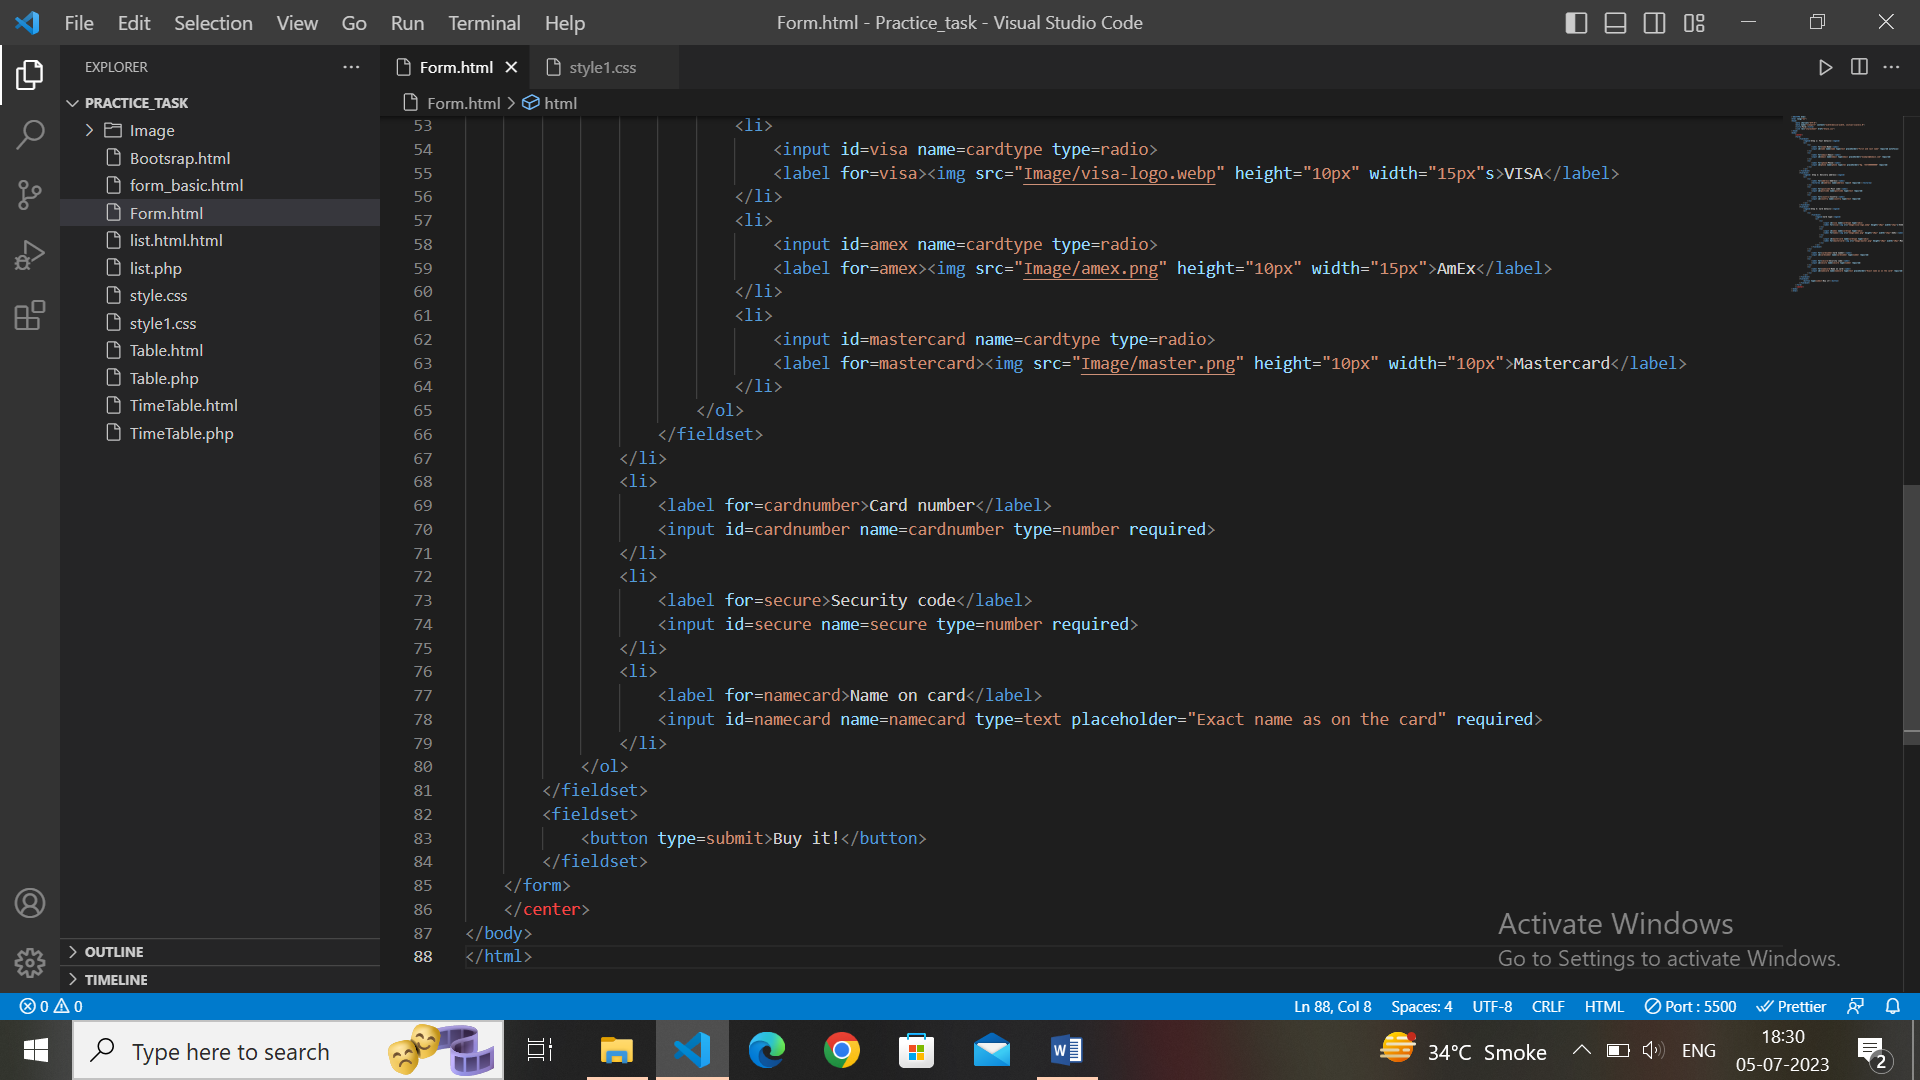 File Edit Selection View Go Run Terminal Help
Form.html - Practice_task - Visual Studio Code
EXPLORER
PRACTICE_TASK
Image
Bootsrap.html
form_basic.html
Form.html
list.html.html
list.php
style.css
style1.css
Table.html
Table.php
TimeTable.html
TimeTable.php
OUTLINE
TIMELINE
Form.html style1.css
Form.html > html
53 <li>
54 <input id=visa name=cardtype type=radio>
55 <label for=visa><img src="Image/visa-logo.webp" height="10px" width="15px"s>VISA</label>
56 </li>
57 <li>
58 <input id=amex name=cardtype type=radio>
59 <label for=amex><img src="Image/amex.png" height="10px" width="15px">AmEx</label>
60 </li>
61 <li>
62 <input id=mastercard name=cardtype type=radio>
63 <label for=mastercard><img src="Image/master.png" height="10px" width="10px">Mastercard</label>
64 </li>
65 </ol>
66 </fieldset>
67 </li>
68 <li>
69 <label for=cardnumber>Card number</label>
70 <input id=cardnumber name=cardnumber type=number required>
71 </li>
72 <li>
73 <label for=secure>Security code</label>
74 <input id=secure name=secure type=number required>
75 </li>
76 <li>
77 <label for=namecard>Name on card</label>
78 <input id=namecard name=namecard type=text placeholder="Exact name as on the card" required>
79 </li>
80 </ol>
81 </fieldset>
82 <fieldset>
83 <button type=submit>Buy it!</button>
84 </fieldset>
85 </form>
86 </center>
87 </body>
88 </html>
Activate Windows
Go to Settings to activate Windows.
0 0
Ln 88, Col 8 Spaces: 4 UTF-8 CRLF HTML Port : 5500 Prettier
Type here to search
34°C Smoke
ENG
18:30
05-07-2023
2